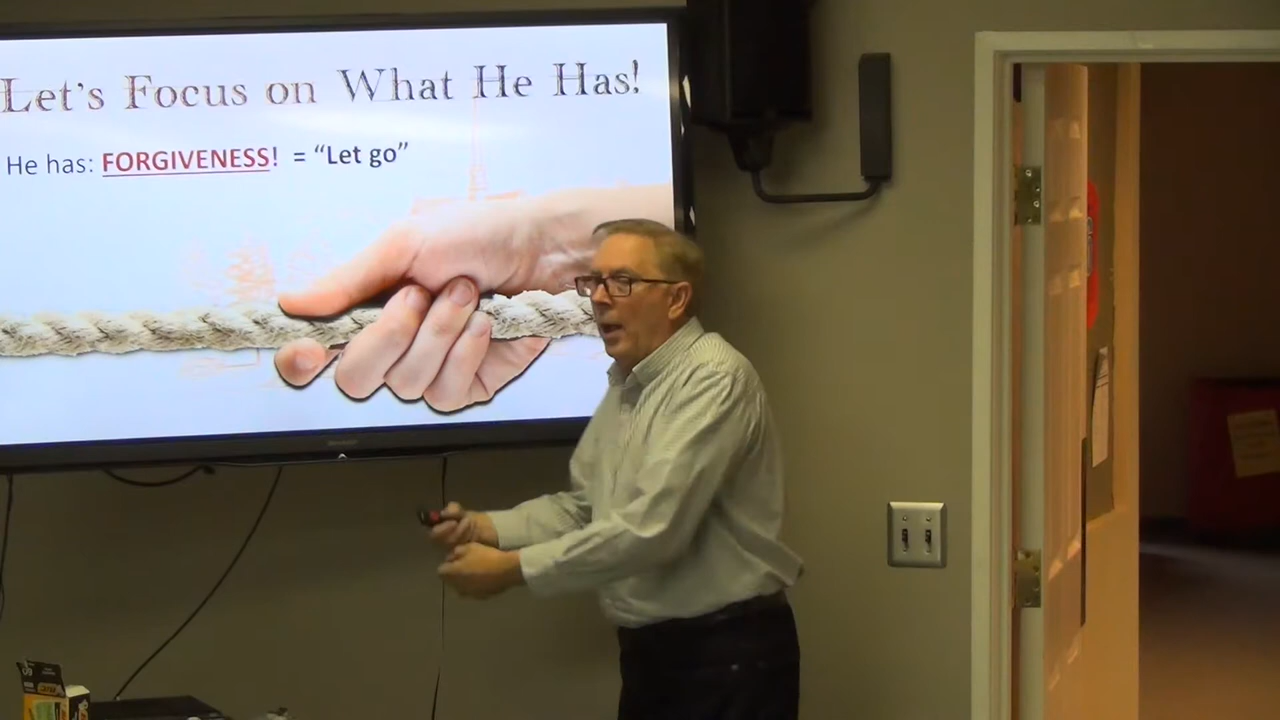 Let's Focus on What He Has!
He has: FORGIVENESS! = “Let go”